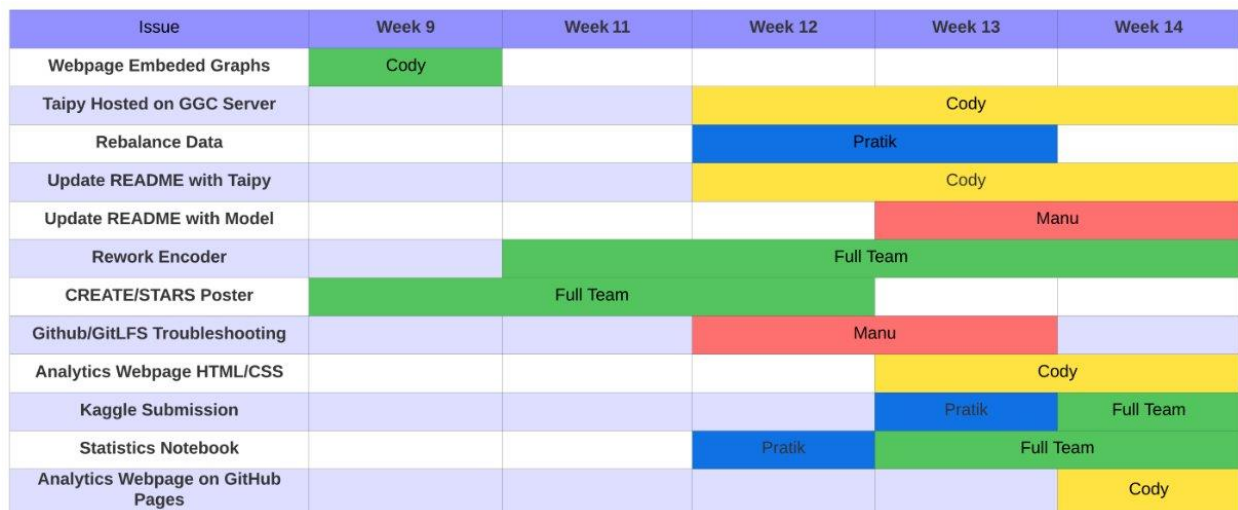 Issue Week 9 Week 11 Week 12 Week 13 Week 14
Webpage Embeded Graphs Cody
Taipy Hosted on GGC Server Cody
Rebalance Data Pratik
Update README with Taipy Cody
Update README with Model Manu
Rework Encoder Full Team
CREATE/STARS Poster Full Team
Github/GitLFS Troubleshooting Manu
Analytics Webpage HTML/CSS Cody
Kaggle Submission Pratik Full Team
Statistics Notebook Pratik Full Team
Analytics Webpage on GitHub
Pages Cody